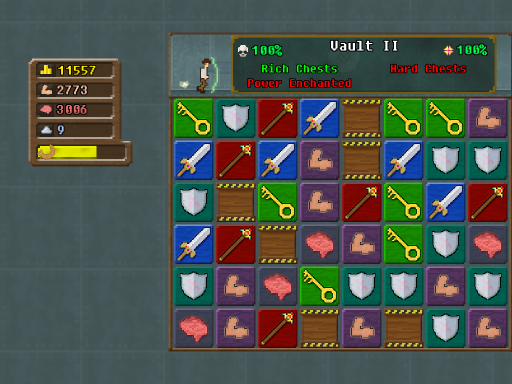 11557
2773
3006
9
100%
Vault II
100%
Rich Chests
Hard Chests
Power Enchanted